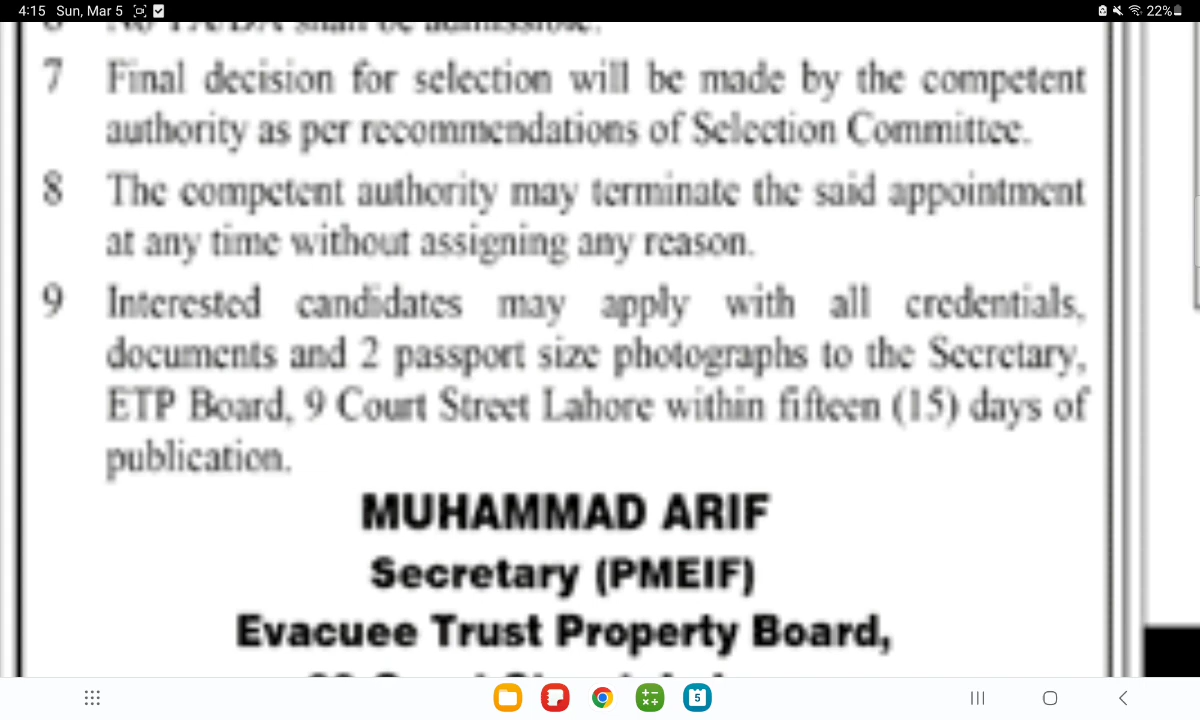 4:15 Sun, Mar 5
22%
7 Final decision for selection will be made by the competent
authority as per recommendations of Selection Committee.
8 The competent authority may terminate the said appointment
at any time without assigning any reason.
9 Interested candidates may apply with all credentials,
documents and 2 passport size photographs to the Secretary,
ETP Board, 9 Court Street Lahore within fifteen (15) days of
publication.
MUHAMMAD ARIF
Secretary (PMEIF)
Evacuee Trust Property Board,
5